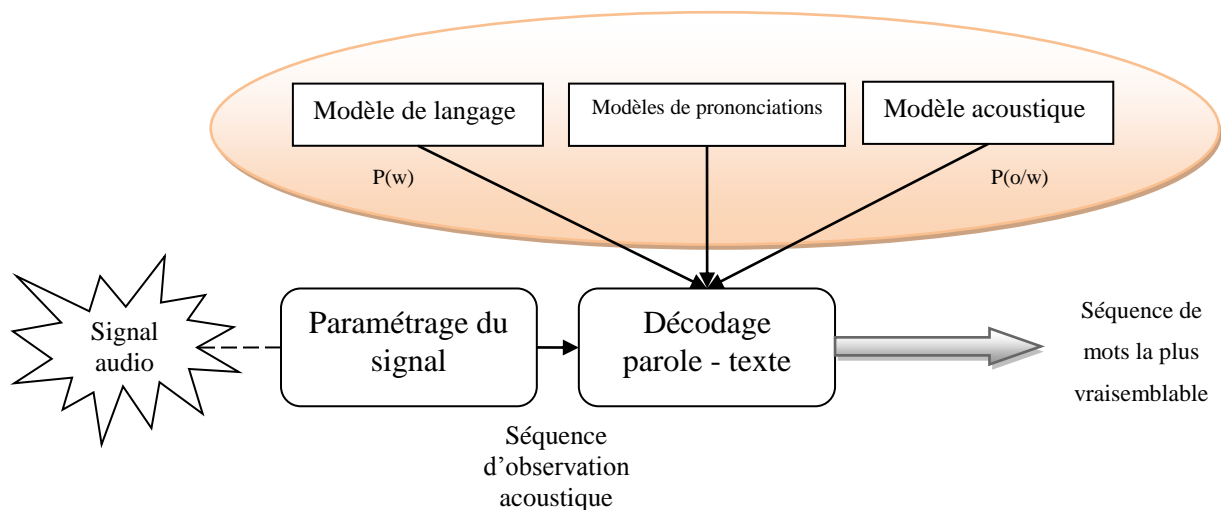 Modèle de langage
Modèles de prononciations
Modèle acoustique
P(w)
P(o/w)
Signal
audio
Paramétrage du
signal
Décodage
parole - texte
Séquence de
mots la plus
vraisemblable
Séquence
d’observation
acoustique